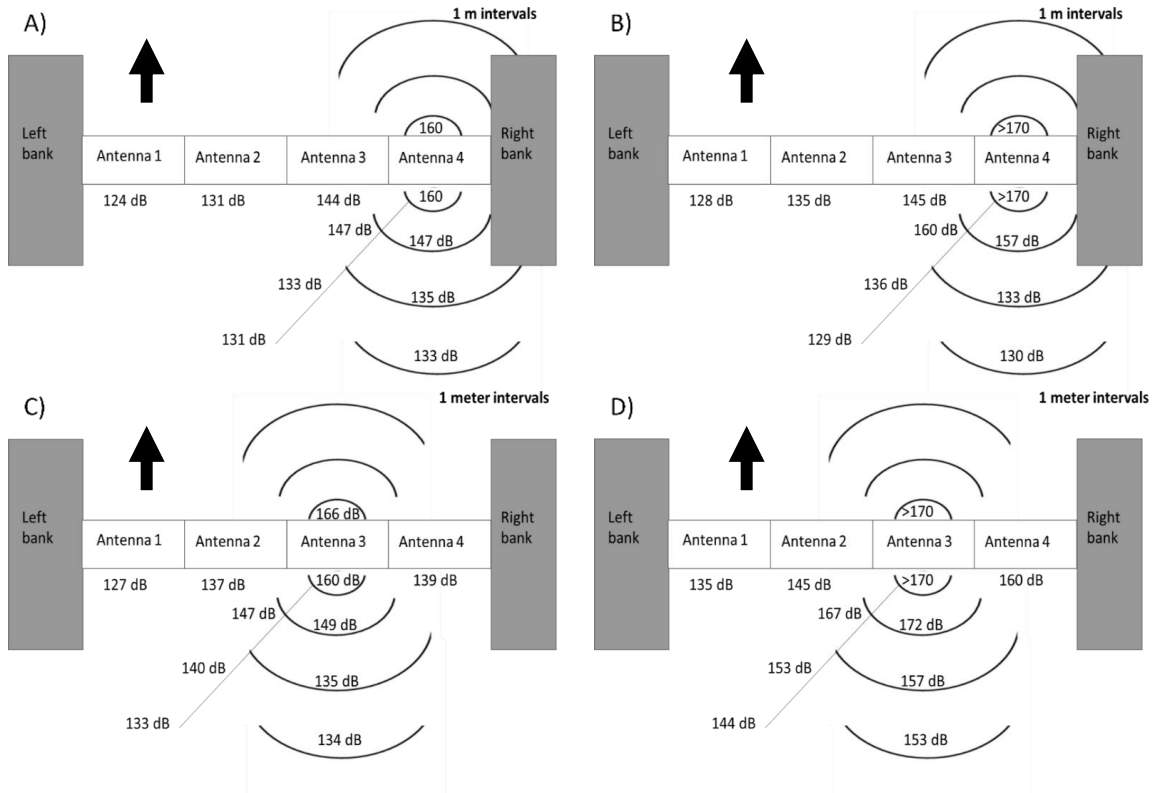 A)
1 m intervals
160
Left
bank
Antenna 1
Antenna 2
Antenna 3
Antenna 4
Right
bank
124 dB
131 dB
144 dB
160
147 dB
147 dB
133 dB
135 dB
131 dB
133 dB
B)
1 m intervals
>170
Left
bank
Antenna 1
Antenna 2
Antenna 3
Antenna 4
Right
bank
128 dB
135 dB
145 dB
>170
160 dB
157 dB
136 dB
133 dB
129 dB
130 dB
C)
1 meter intervals
166 dB
Left
bank
Antenna 1
Antenna 2
Antenna 3
Antenna 4
Right
bank
127 dB
137 dB
160 dB
139 dB
147 dB
149 dB
140 dB
135 dB
133 dB
134 dB
D)
1 meter intervals
>170
Left
bank
Antenna 1
Antenna 2
Antenna 3
Antenna 4
Right
bank
135 dB
145 dB
>170
160 dB
167 dB
172 dB
153 dB
157 dB
144 dB
153 dB